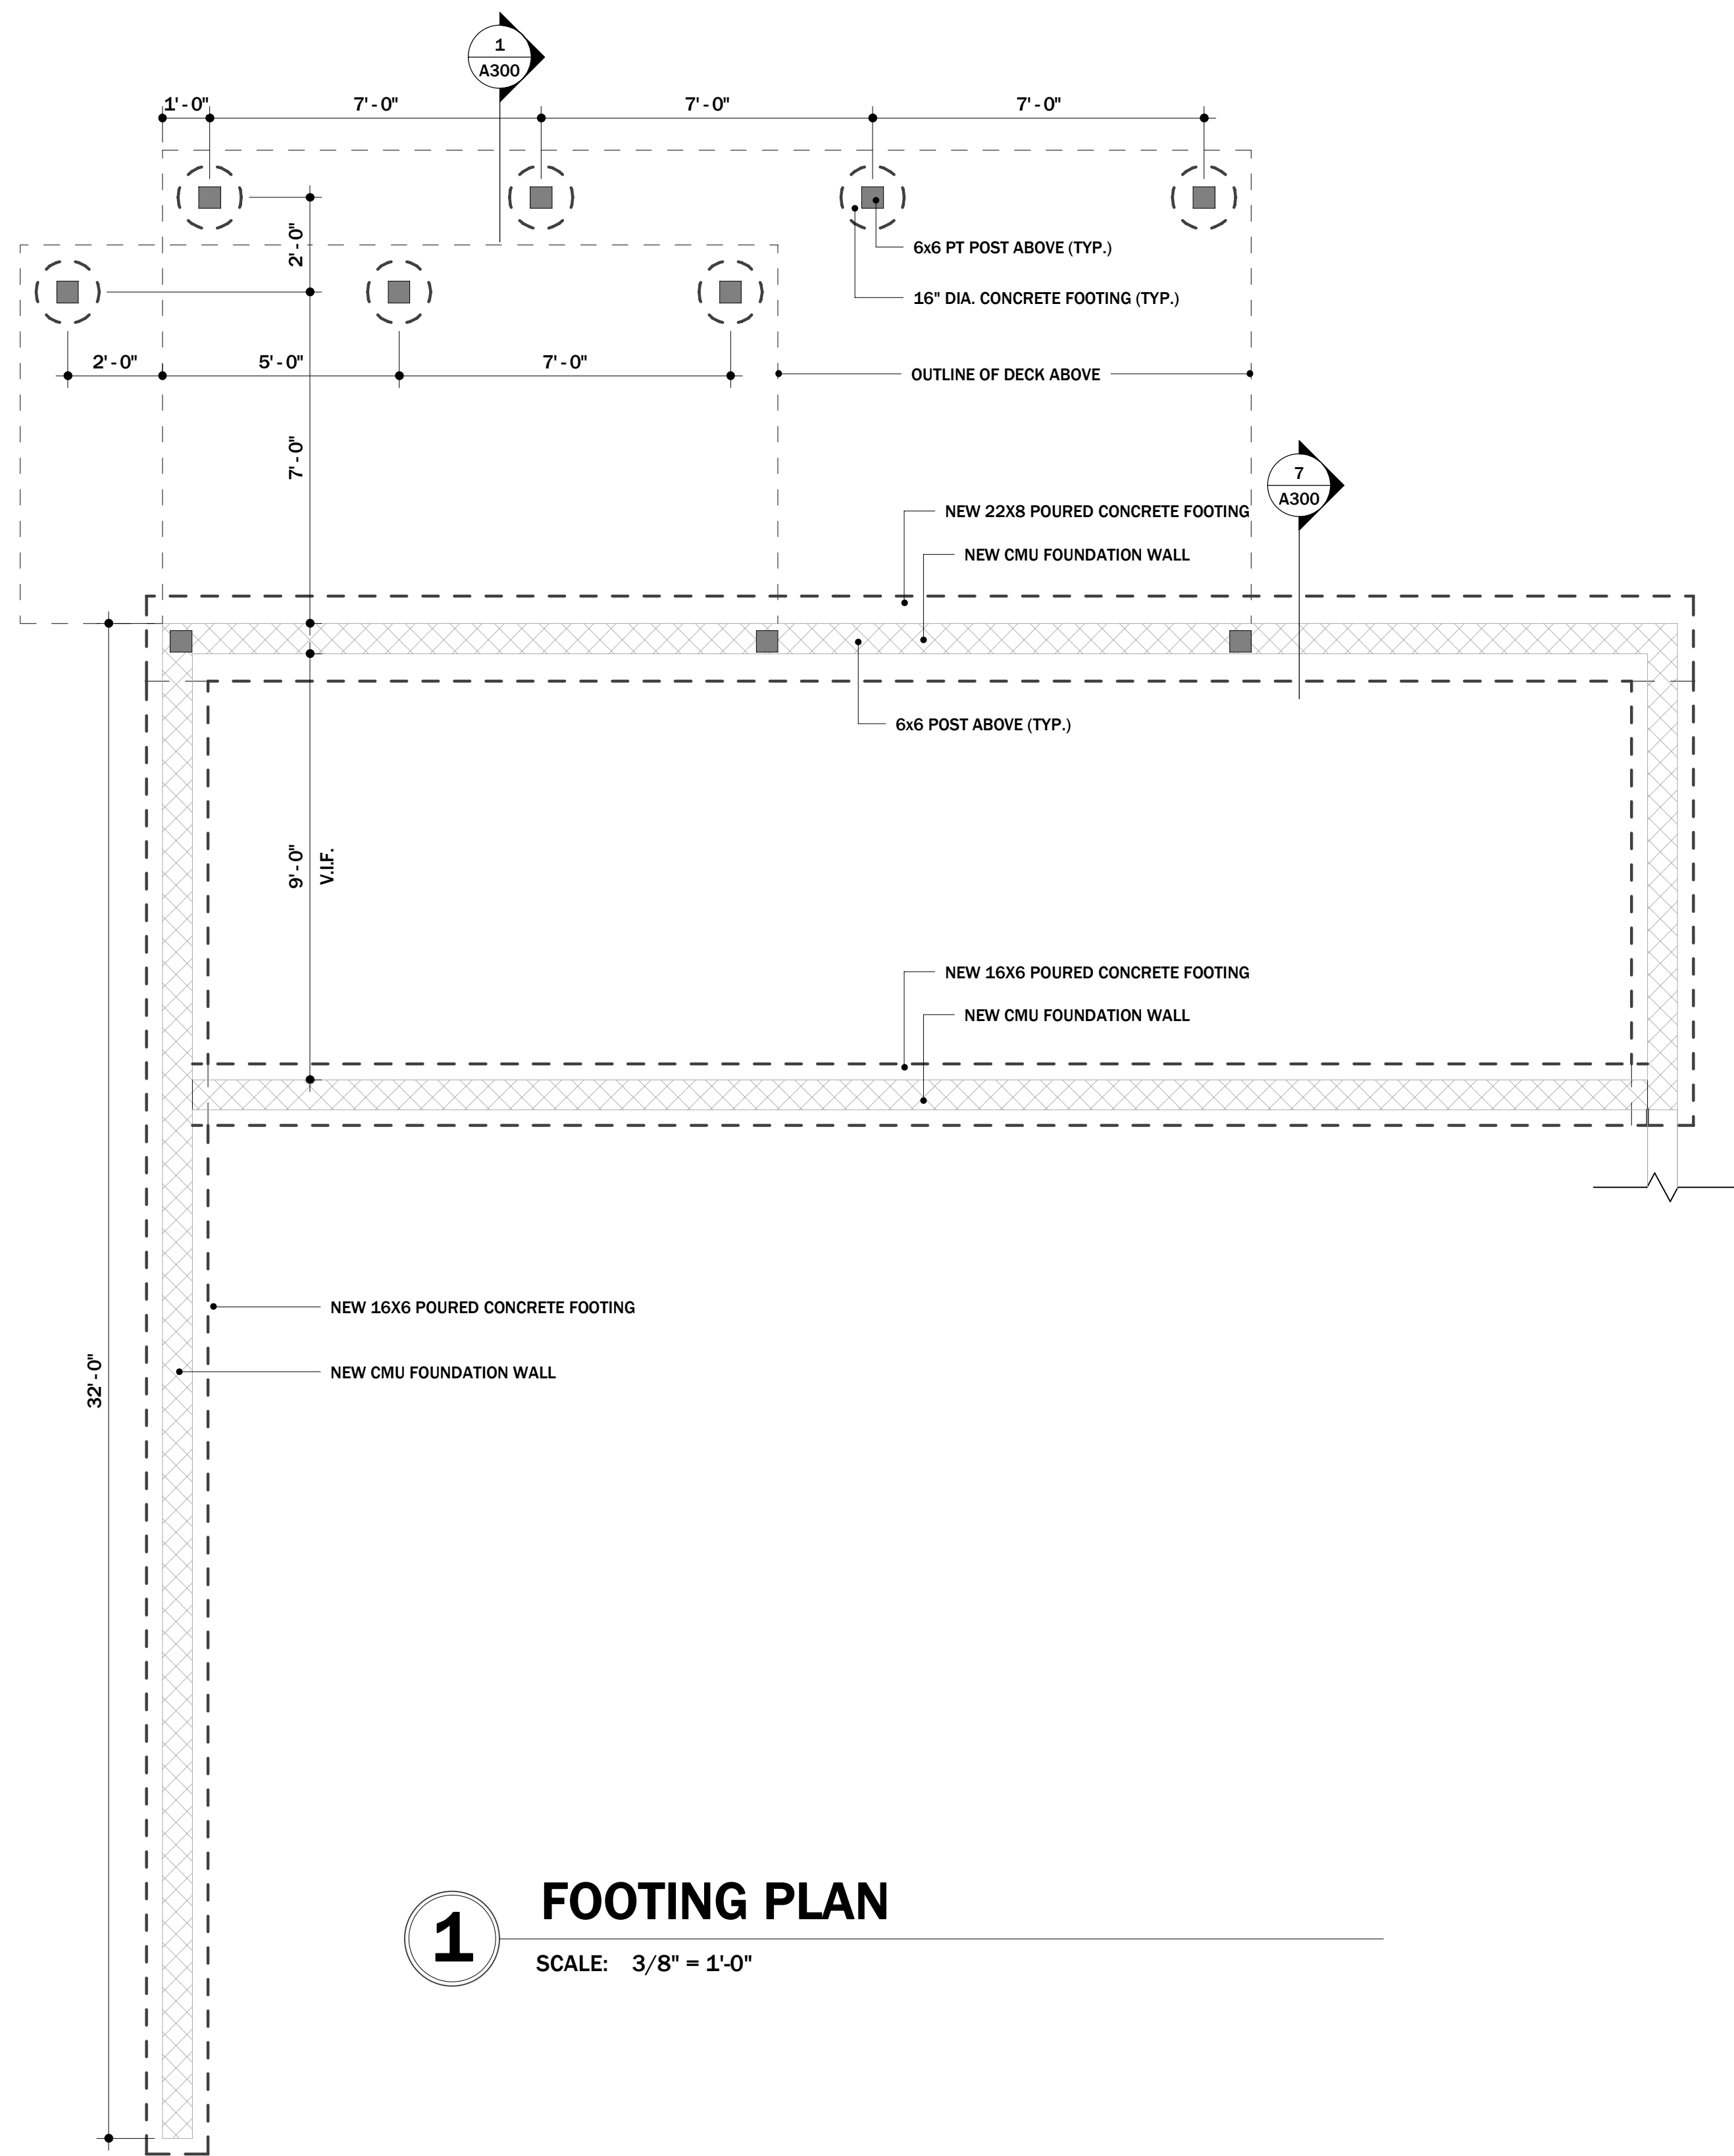 1
A300
1'-0"
7'-0"
7'-0"
7'-0"
2'-0"
6x6 PT POST ABOVE (TYP.)
16" DIA. CONCRETE FOOTING (TYP.)
2'-0"
5'-0"
7'-0"
OUTLINE OF DECK ABOVE
7'-0"
7
A300
NEW 22X8 POURED CONCRETE FOOTING
NEW CMU FOUNDATION WALL
6x6 POST ABOVE (TYP.)
9'-0"
V.I.F.
NEW 16X6 POURED CONCRETE FOOTING
NEW CMU FOUNDATION WALL
NEW 16X6 POURED CONCRETE FOOTING
32'-0"
NEW CMU FOUNDATION WALL
1
FOOTING PLAN
SCALE: 3/8" = 1'-0"